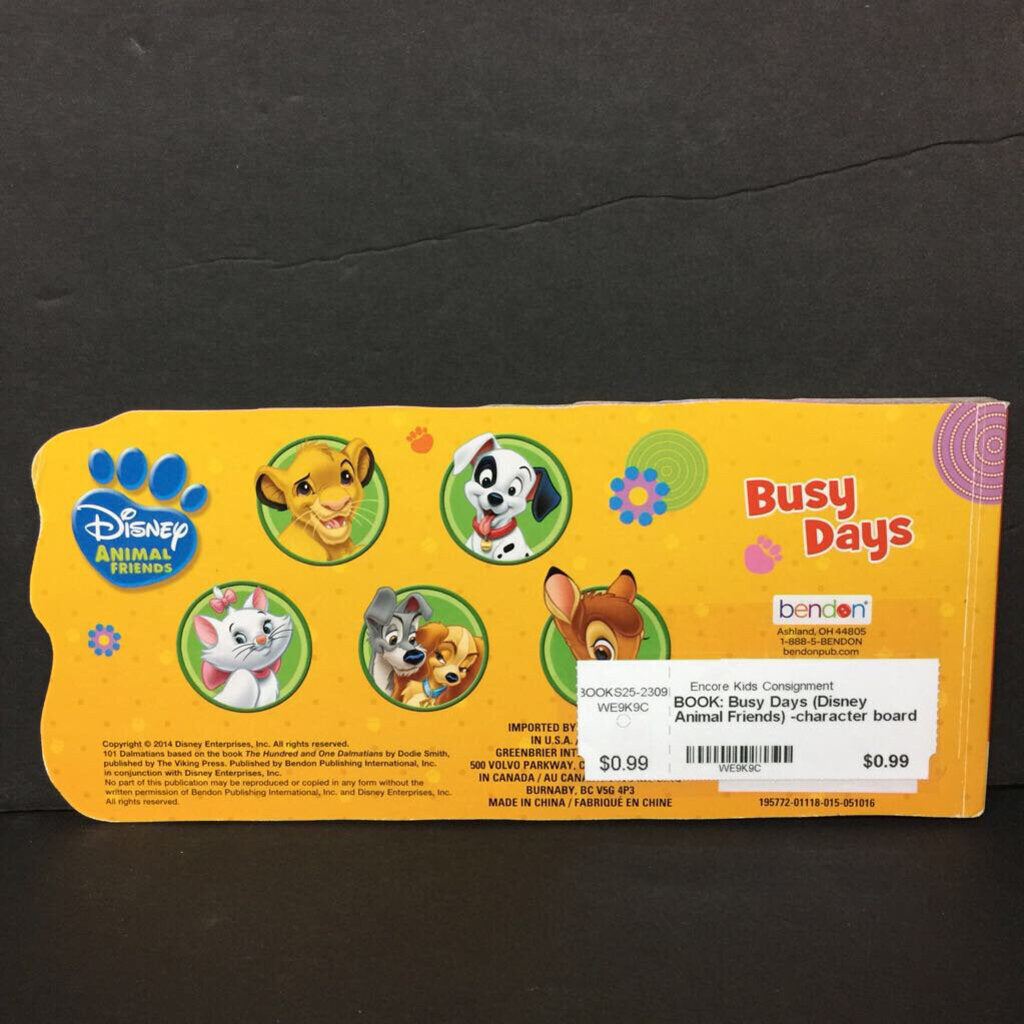 Disney
ANIMAL
FRIENDS
Busy
Days
bendon®
Ashland, OH 44805
1-888-5-BENDON
bendonpub.com
BOOKS25-2309
WE9K9C
$0.99
Encore Kids Consignment
BOOK: Busy Days (Disney
Animal Friends) -character board
WE9K9C
$0.99
Copyright © 2014 Disney Enterprises, Inc. All rights reserved.
101 Dalmatians based on the book The Hundred and One Dalmatians by Dodie Smith,
published by The Viking Press. Published by Bendon Publishing International, Inc.
in conjunction with Disney Enterprises, Inc.
No part of this publication may be reproduced or copied in any form without the
written permission of Bendon Publishing International, Inc. and Disney Enterprises, Inc.
All rights reserved.
IMPORTED BY
IN U.S.A.
GREENBRIER INT
500 VOLVO PARKWAY,
IN CANADA / AU CANA
BURNABY, BC V5G 4P3
MADE IN CHINA / FABRIQUÉ EN CHINE
195772-01118-015-051016